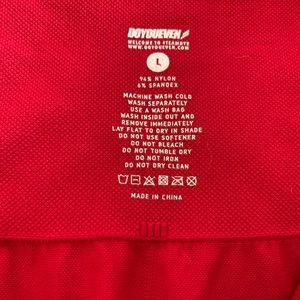 DOYOUEVEN
WELCOME TO #TEAMDYE
WWW.DOYOUEVEN.COM
L
94% NYLON
6% SPANDEX
MACHINE WASH COLD
WASH SEPARATELY
USE A WASH BAG
WASH INSIDE OUT AND
REMOVE IMMEDIATELY
LAY FLAT TO DRY IN SHADE
DO NOT USE SOFTENER
DO NOT BLEACH
DO NOT TUMBLE DRY
DO NOT IRON
DO NOT DRY CLEAN
MADE IN CHINA